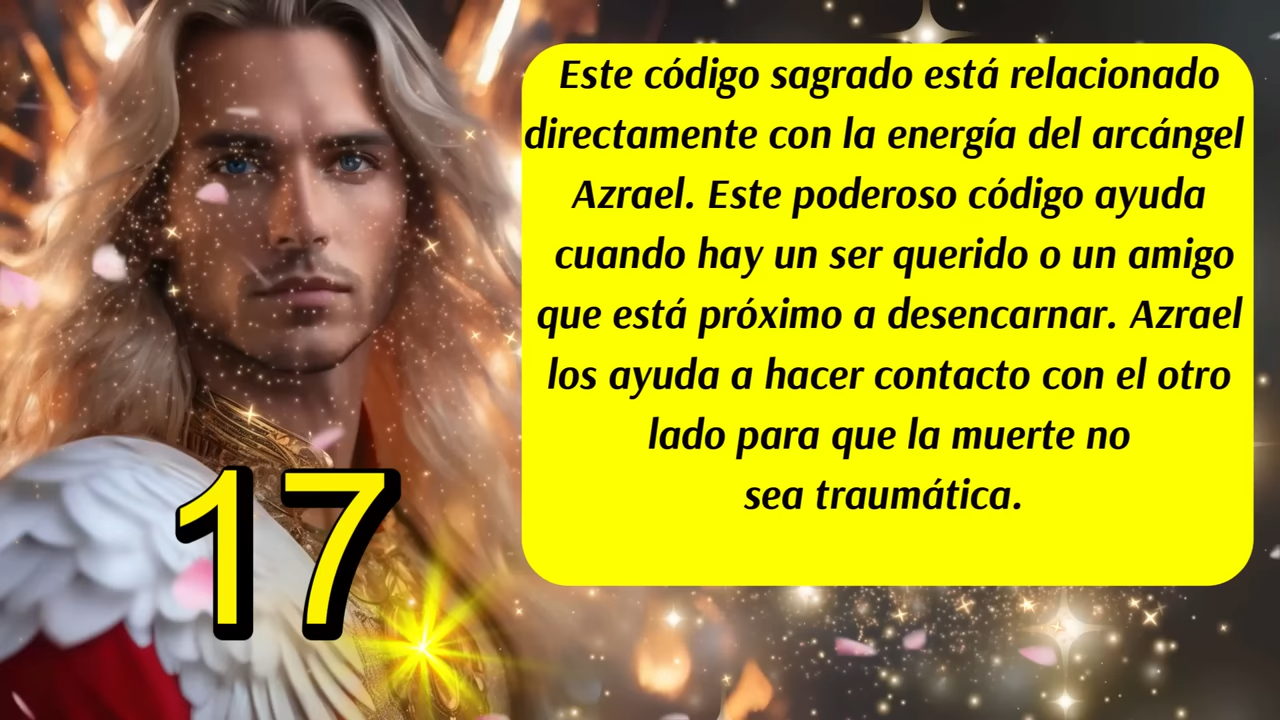 Este código sagrado está relacionado
directamente con la energía del arcángel
Azrael. Este poderoso código ayuda
cuando hay un ser querido o un amigo
que está próximo a desencarnar. Azrael
los ayuda a hacer contacto con el otro
lado para que la muerte no
sea traumática.
17